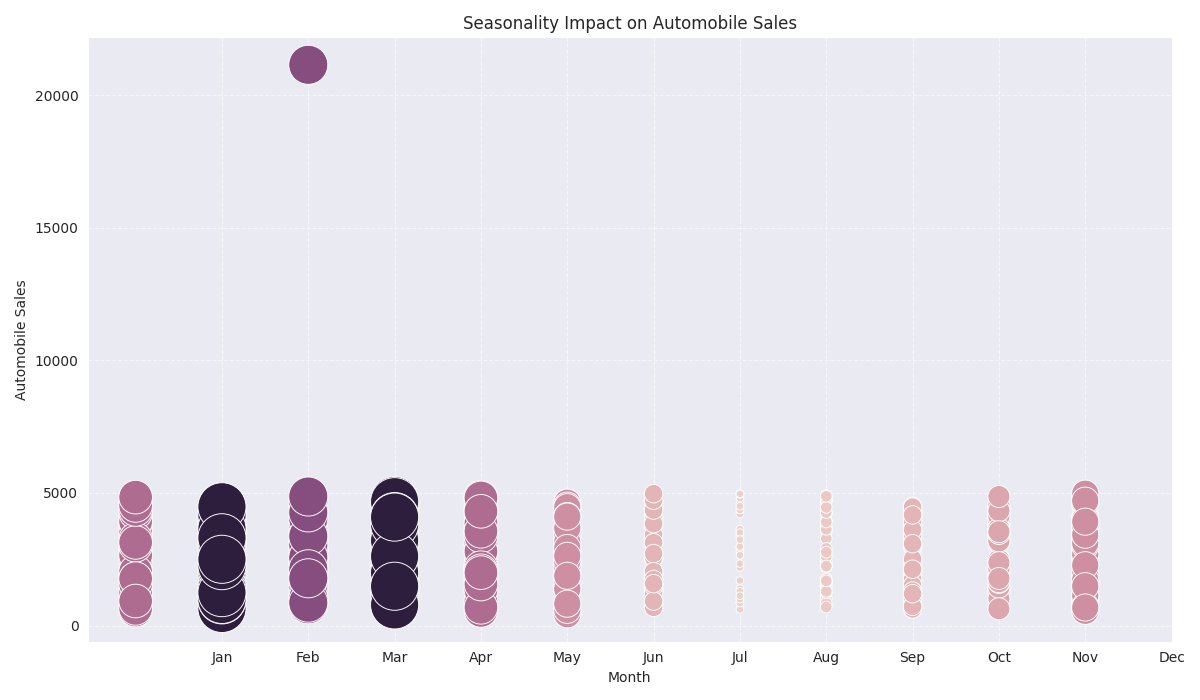 Seasonality Impact on Automobile Sales
Automobile Sales
20000
15000
10000
5000
0
Jan Feb Mar Apr May Jun Jul Aug Sep Oct Nov Dec
Month